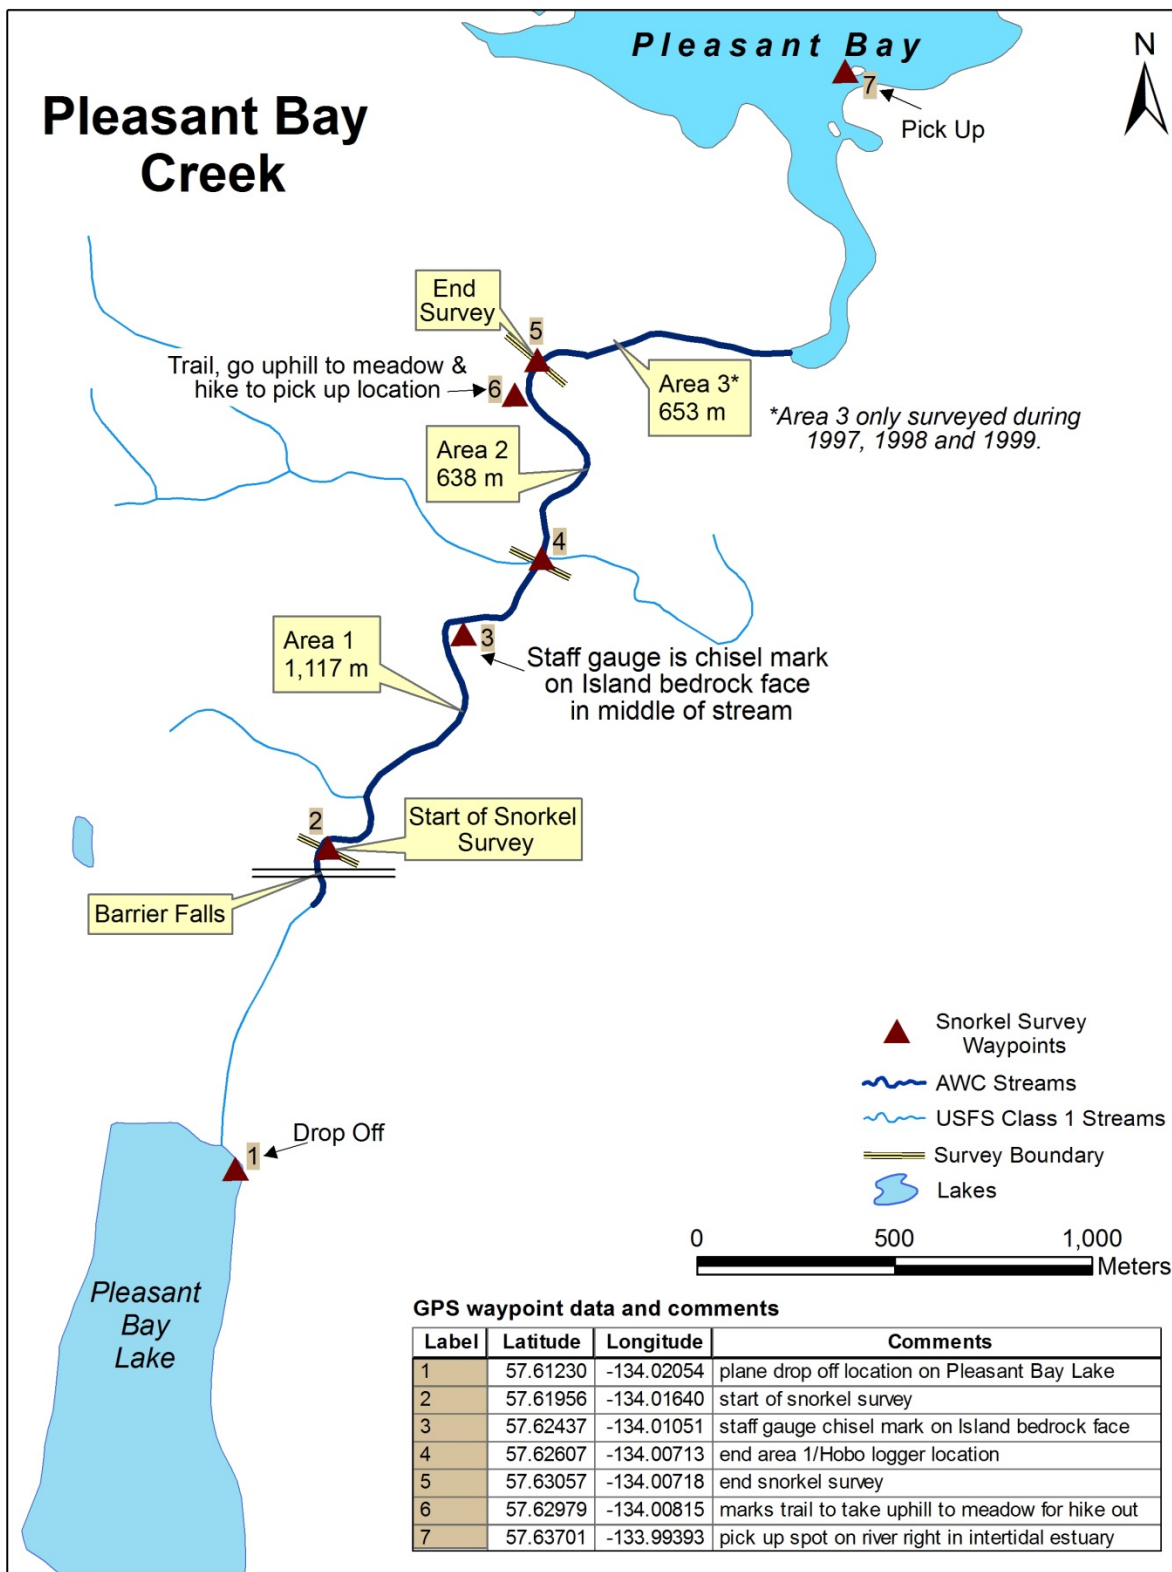 Pleasant Bay
N
7
Pick Up
Pleasant Bay
Creek
End
Survey
5
Trail, go uphill to meadow &
hike to pick up location
6
Area 3*
653 m
*Area 3 only surveyed during
1997, 1998 and 1999.
Area 2
638 m
4
Area 1
1,117 m
3
Staff gauge is chisel mark
on Island bedrock face
in middle of stream
2
Start of Snorkel
Survey
Barrier Falls
Drop Off
1
Pleasant
Bay
Lake
Snorkel Survey
Waypoints
AWC Streams
USFS Class 1 Streams
Survey Boundary
Lakes
0 500 1,000
Meters
GPS waypoint data and comments
Label Latitude Longitude Comments
1 57.61230 -134.02054 plane drop off location on Pleasant Bay Lake
2 57.61956 -134.01640 start of snorkel survey
3 57.62437 -134.01051 staff gauge chisel mark on Island bedrock face
4 57.62607 -134.00713 end area 1/Hobo logger location
5 57.63057 -134.00718 end snorkel survey
6 57.62979 -134.00815 marks trail to take uphill to meadow for hike out
7 57.63701 -133.99393 pick up spot on river right in intertidal estuary